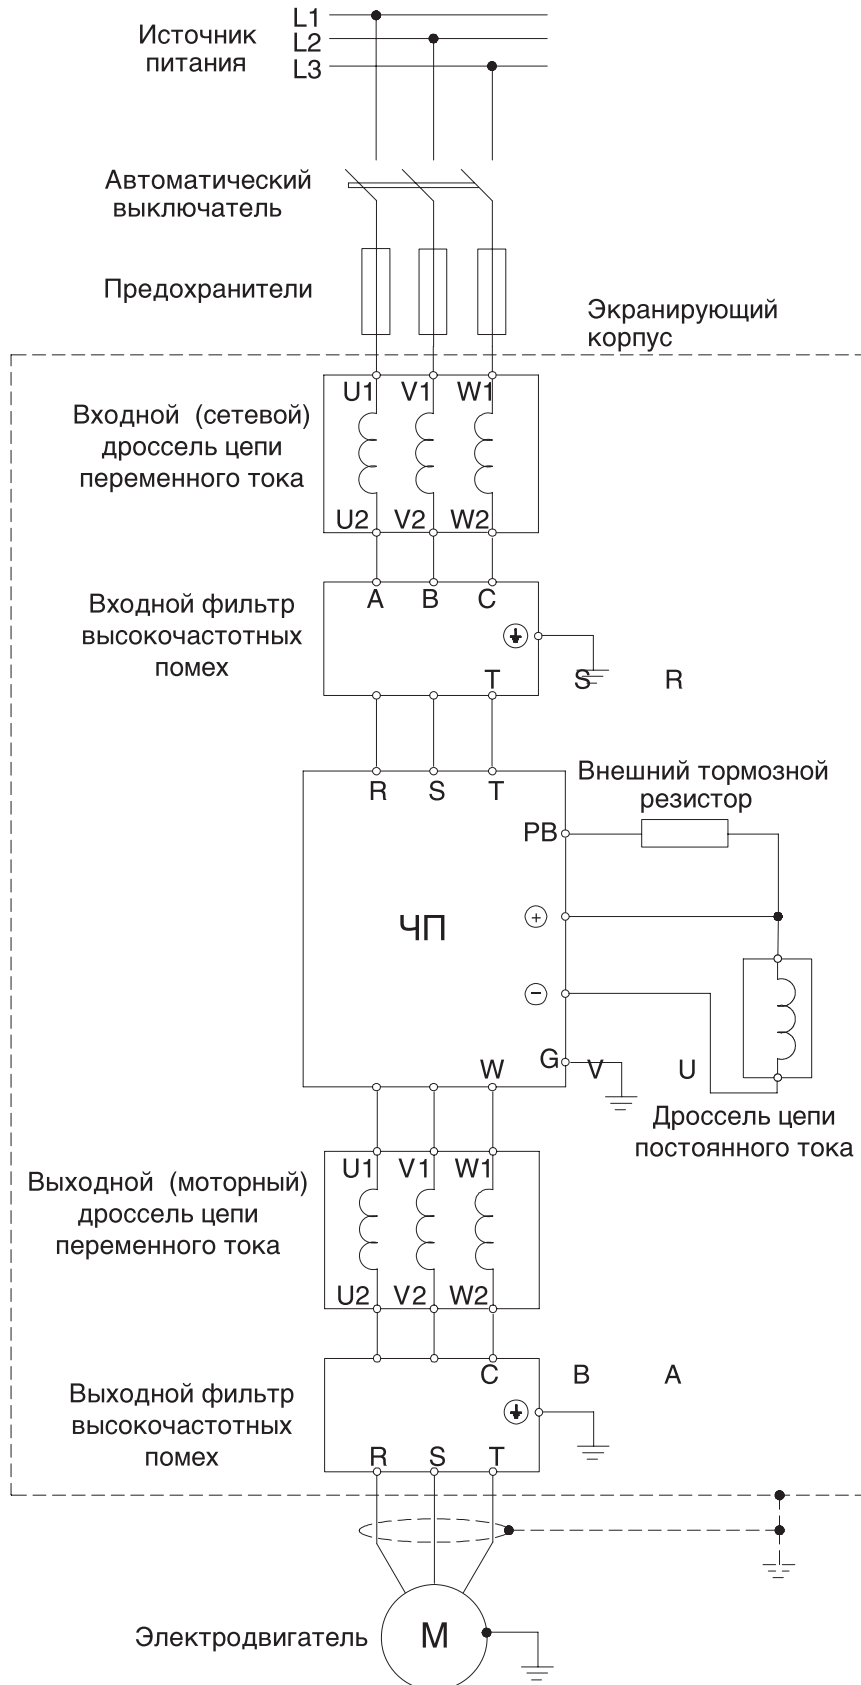 Источник
питания
L1
L2
L3
Автоматический
выключатель
Предохранители
Экранирующий
корпус
Входной (сетевой)
дроссель цепи
переменного тока
U1 V1 W1
U2 V2 W2
Входной фильтр
высокочастотных
помех
A B C
T S R
R S T
Внешний тормозной
резистор
PB
ЧП
+
−
G
W V U
Дроссель цепи
постоянного тока
Выходной (моторный)
дроссель цепи
переменного тока
U1 V1 W1
U2 V2 W2
Выходной фильтр
высокочастотных
помех
C B A
R S T
Электродвигатель
М